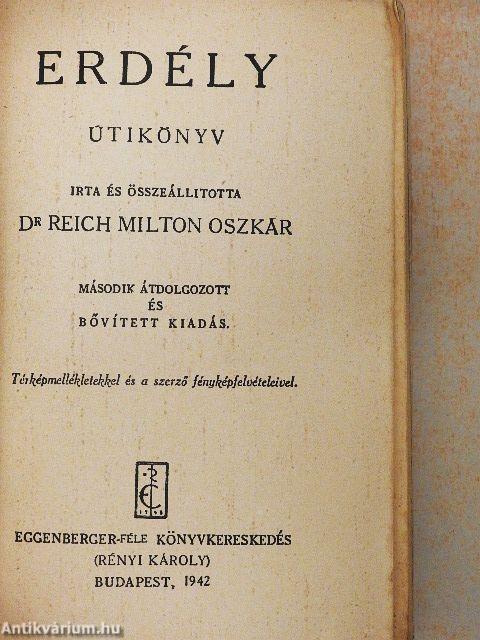 ERDÉLY
ÚTIKÖNYV
IRTA ÉS ÖSSZEÁLLITOTTA
DR REICH MILTON OSZKÁR
MÁSODIK ÁTDOLGOZOTT
ÉS
BŐVÍTETT KIADÁS.
Térképmellékletekkel és a szerző fényképfelvételeivel.
EGGENBERGER-FÉLE KÖNYVKERESKEDÉS
(RÉNYI KÁROLY)
BUDAPEST, 1942
Antikvárium.hu